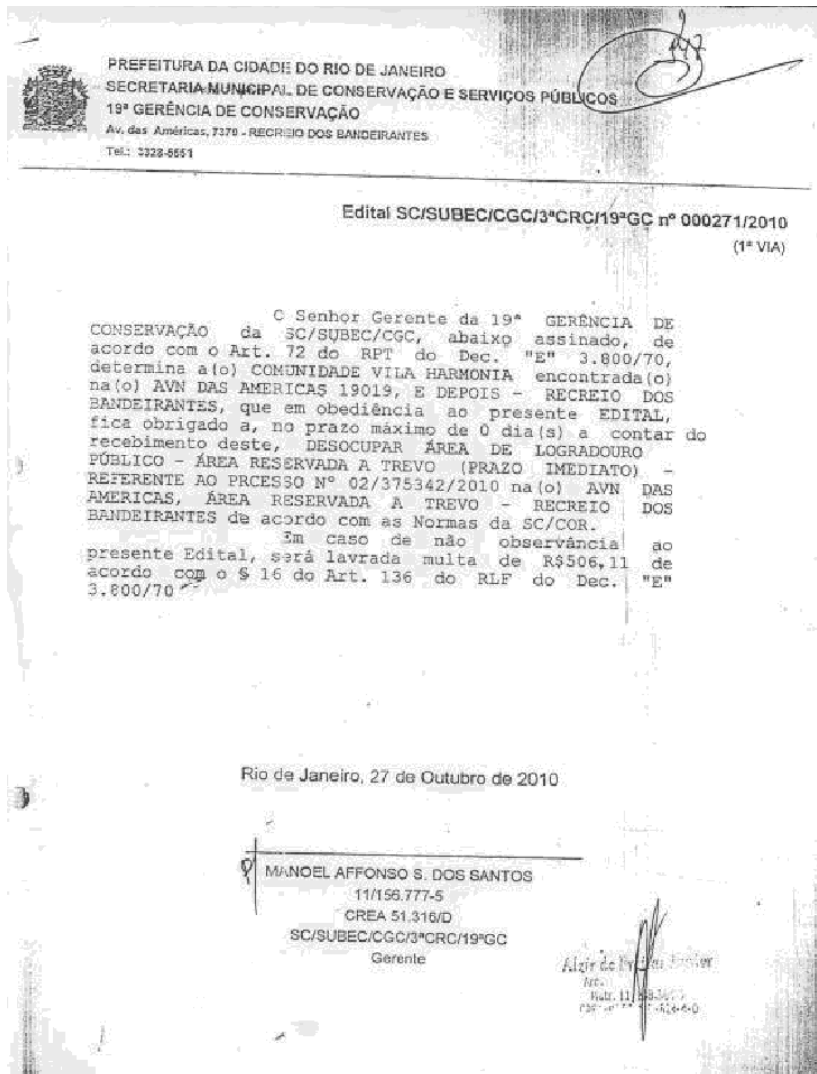 PREFEITURA DA CIDADE DO RIO DE JANEIRO
SECRETARIA MUNICIPAL DE CONSERVAÇÃO E SERVIÇOS PÚBLICOS
19ª GERÊNCIA DE CONSERVAÇÃO
Av. das Américas, 7370 - RECREIO DOS BANDEIRANTES
Tel.: 3328-5551
Edital SC/SUBEC/CGC/3ªCRC/19ªGC nº 000271/2010
(1ª VIA)
O Senhor Gerente da 19ª GERÊNCIA DE
CONSERVAÇÃO da SC/SUBEC/CGC, abaixo assinado, de
acordo com o Art. 72 do RPT do Dec. "E" 3.800/70,
determina a(o) COMUNIDADE VILA HARMONIA encontrada(o)
na(o) AVN DAS AMERICAS 19019, E DEPOIS - RECREIO DOS
BANDEIRANTES, que em obediência ao presente EDITAL,
fica obrigado a, no prazo máximo de 0 dia(s) a contar do
recebimento deste, DESOCUPAR ÁREA DE LOGRADOURO
PÚBLICO - ÁREA RESERVADA A TREVO (PRAZO IMEDIATO) -
REFERENTE AO PRCESSO Nº 02/375342/2010 na(o) AVN DAS
AMERICAS, ÁREA RESERVADA A TREVO - RECREIO DOS
BANDEIRANTES de acordo com as Normas da SC/COR.
Em caso de não observância ao
presente Edital, será lavrada multa de R$506,11 de
acordo com o § 16 do Art. 136 do RLF do Dec. "E"
3.800/70
Rio de Janeiro, 27 de Outubro de 2010
MANOEL AFFONSO S. DOS SANTOS
11/156.777-5
CREA 51.316/D
SC/SUBEC/CGC/3ªCRC/19ªGC
Gerente